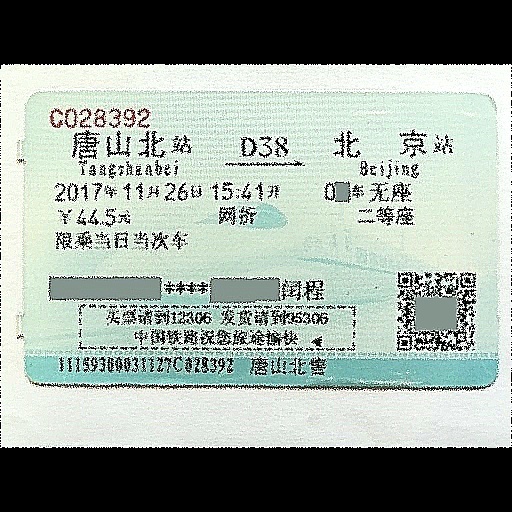 C028392
唐山北站 D38 北京站
Tangshanbei Beijing
2017年11月26日 15:41开 0 车无座
￥44.5元 网折 二等座
限乘当日当次车
****闰程
买票请到12306 发货请到95306
中国铁路祝您旅途愉快
11159300031127C028392 唐山北售